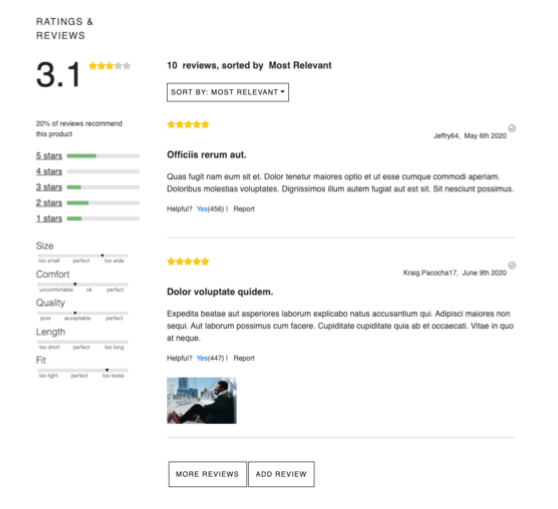 RATINGS &
REVIEWS
3.1
20% of reviews recommend
this product
5 stars
4 stars
3 stars
2 stars
1 stars
Size
too small perfect too wide
Comfort
uncomfortable ok perfect
Quality
poor acceptable perfect
Length
too short perfect too long
Fit
too tight perfect too loose
10 reviews, sorted by Most Relevant
SORT BY: MOST RELEVANT
Jeffry64, May 6th 2020
Officiis rerum aut.
Quas fugit nam eum sit et. Dolor tenetur maiores optio et ut esse cumque commodi aperiam.
Doloribus molestias voluptates. Dignissimos illum autem fugiat aut est sit. Sit nesciunt possimus.
Helpful? Yes(456) | Report
Kraig.Pacocha17, June 9th 2020
Dolor voluptate quidem.
Expedita beatae aut asperiores laborum explicabo natus accusantium qui. Adipisci maiores non
sequi. Aut laborum possimus cum facere. Cupiditate cupiditate quia ab et occaecati. Vitae in quo
at neque.
Helpful? Yes(447) | Report
MORE REVIEWS
ADD REVIEW